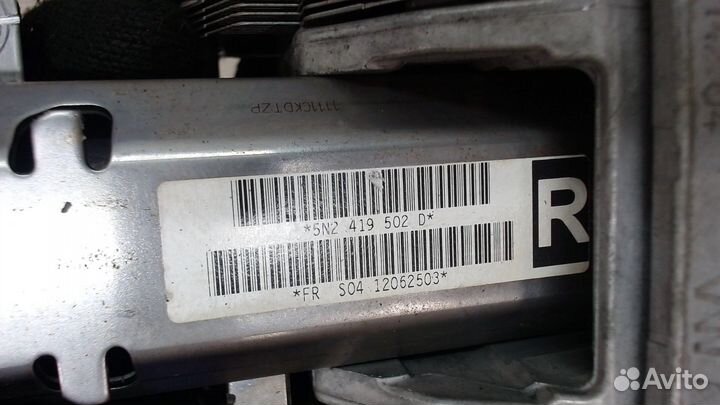 1111CKDTZP
*5N2 419 502 D*
*FR S04 12062503*
R
Avito